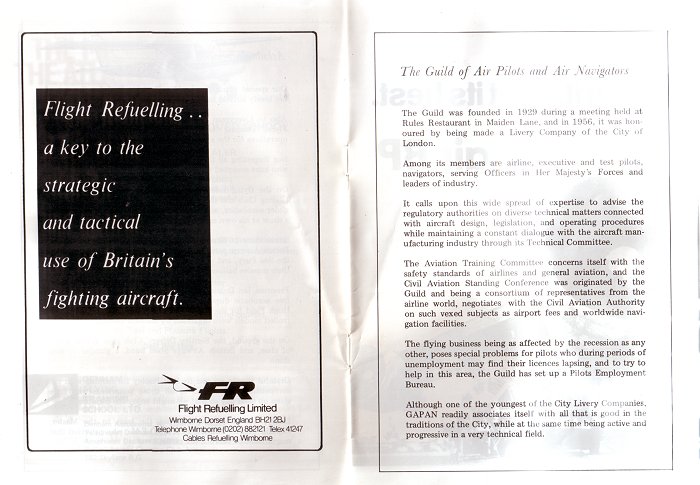 Flight Refuelling . .
a key to the
strategic
and tactical
use of Britain's
fighting aircraft.
FR
Flight Refuelling Limited
Wimborne Dorset England BH21 2BJ
Telephone Wimborne (0202) 882121 Telex 41247
Cables Refuelling Wimborne
The Guild of Air Pilots and Air Navigators
The Guild was founded in 1929 during a meeting held at
Rules Restaurant in Maiden Lane, and in 1956, it was hon-
oured by being made a Livery Company of the City of
London.
Among its members are airline, executive and test pilots,
navigators, serving Officers in Her Majesty's Forces and
leaders of industry.
It calls upon this wide spread of expertise to advise the
regulatory authorities on diverse technical matters connected
with aircraft design, legislation, and operating procedures
while maintaining a constant dialogue with the aircraft man-
ufacturing industry through its Technical Committee.
The Aviation Training Committee concerns itself with the
safety standards of airlines and general aviation, and the
Civil Aviation Standing Conference was originated by the
Guild and being a consortium of representatives from the
airline world, negotiates with the Civil Aviation Authority
on such vexed subjects as airport fees and worldwide navi-
gation facilities.
The flying business being as affected by the recession as any
other, poses special problems for pilots who during periods of
unemployment may find their licences lapsing, and to try to
help in this area, the Guild has set up a Pilots Employment
Bureau.
Although one of the youngest of the City Livery Companies,
GAPAN readily associates itself with all that is good in the
traditions of the City, while at the same time being active and
progressive in a very technical field.